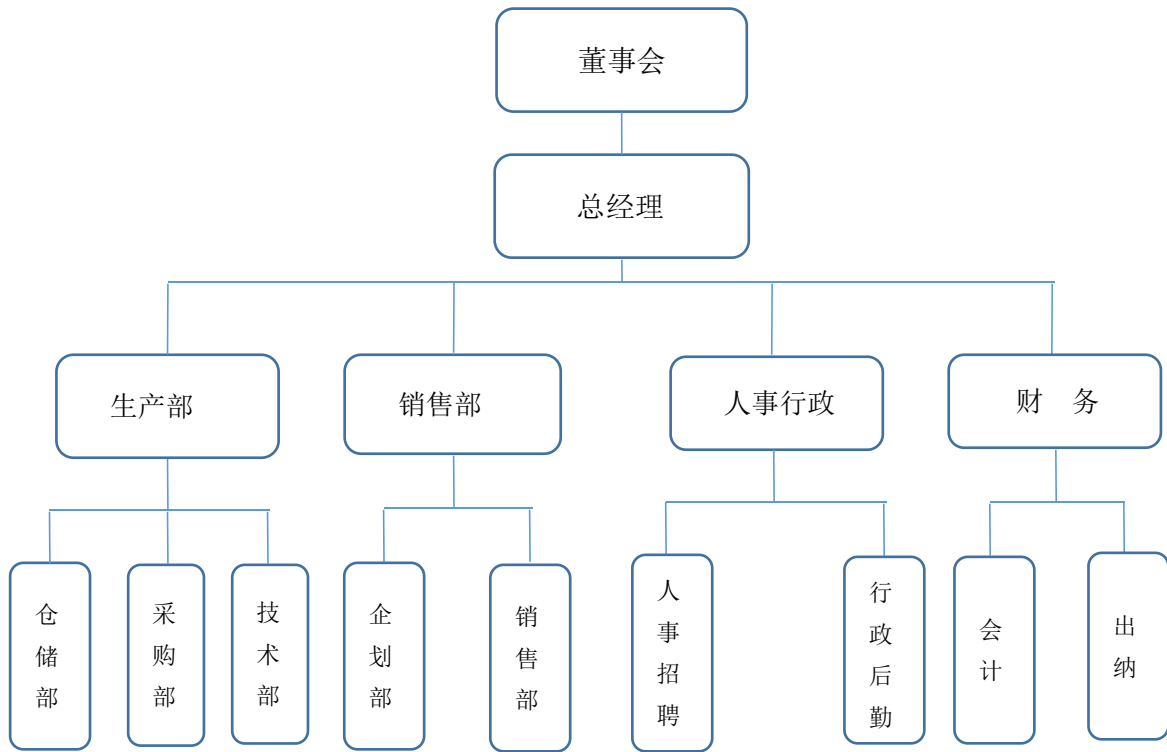 董事会
总经理
生产部
销售部
人事行政
财 务
仓储部
采购部
技术部
企划部
销售部
人事招聘
行政后勤
会计
出纳